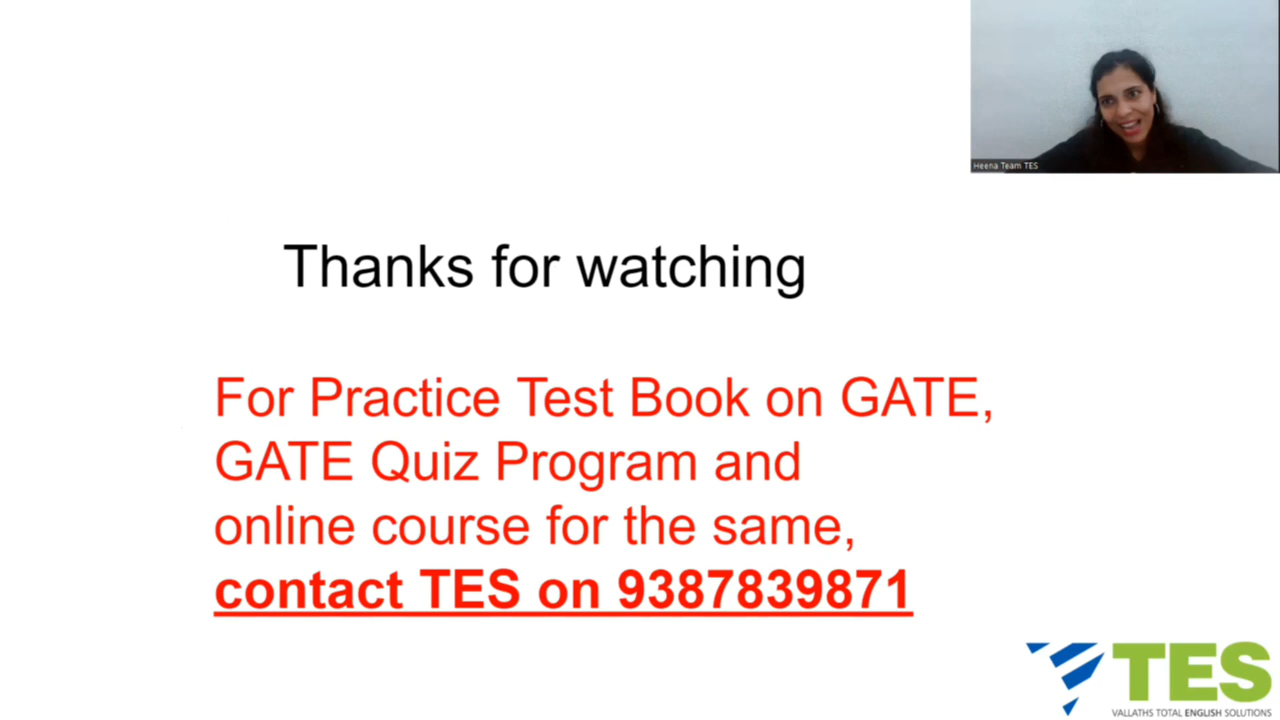 Heena Team TES
Thanks for watching
For Practice Test Book on GATE,
GATE Quiz Program and
online course for the same,
contact TES on 9387839871
TES
VALLATHS TOTAL ENGLISH SOLUTIONS